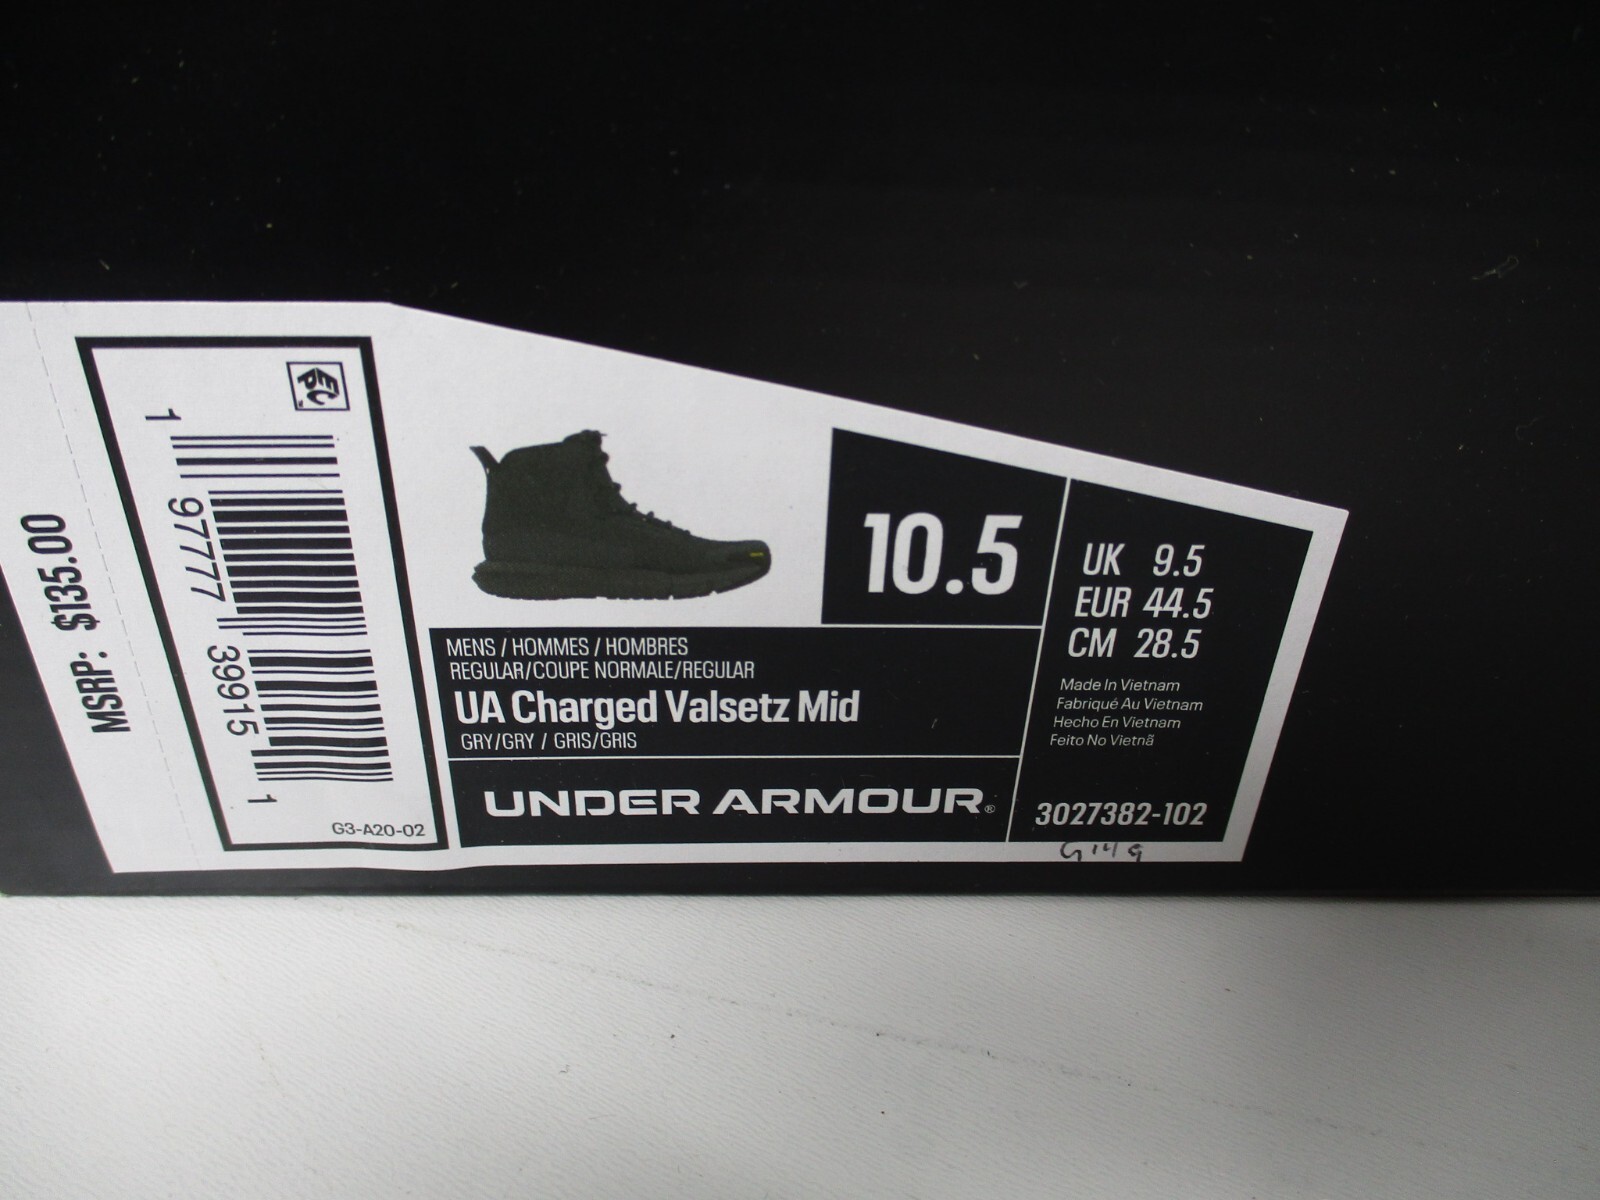 MSRP: $135.00
1 97777 39915 1
G3-A20-02
10.5
UK 9.5
EUR 44.5
CM 28.5
MENS / HOMMES / HOMBRES
REGULAR/COUPE NORMALE/REGULAR
UA Charged Valsetz Mid
GRY/GRY / GRIS/GRIS
UNDER ARMOUR®
Made In Vietnam
Fabriqué Au Vietnam
Hecho En Vietnam
Feito No Vietnã
3027382-102